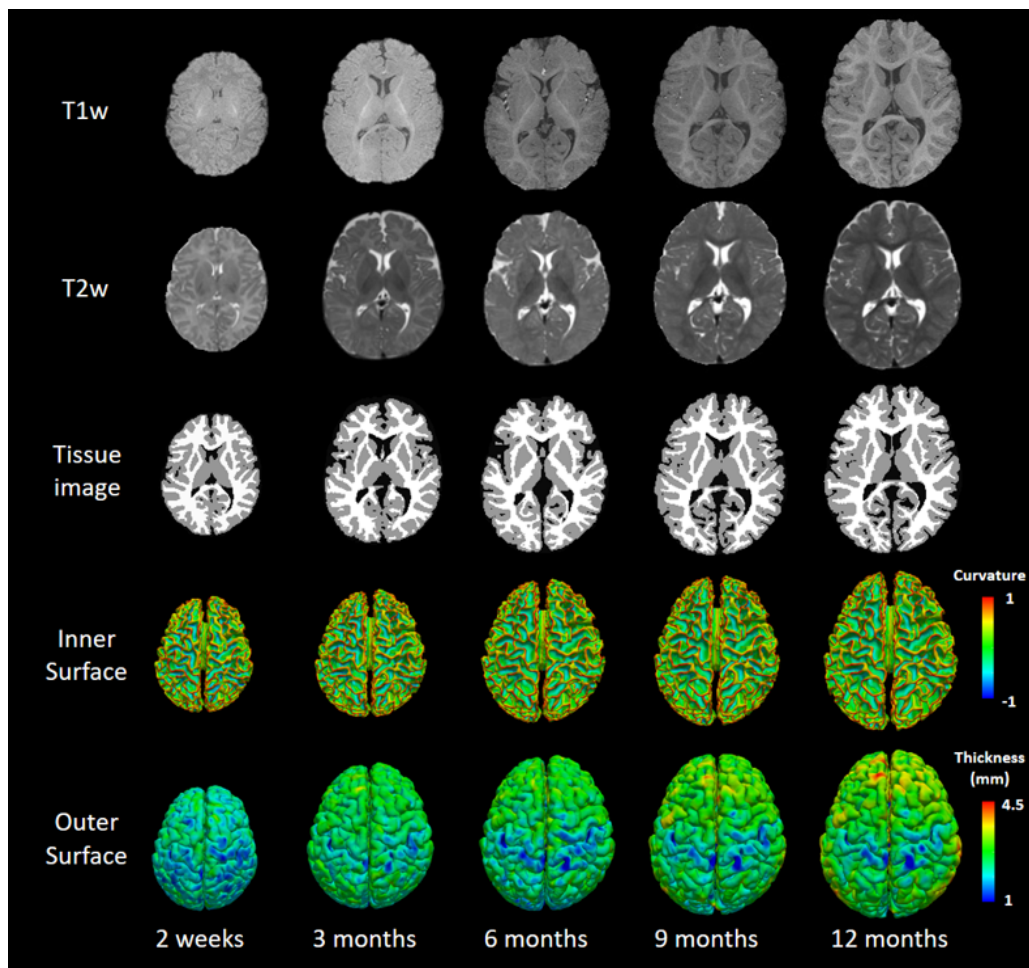 T1w
T2w
Tissue
image
Inner
Surface
Curvature
1
-1
Outer
Surface
Thickness
(mm)
4.5
1
2 weeks
3 months
6 months
9 months
12 months